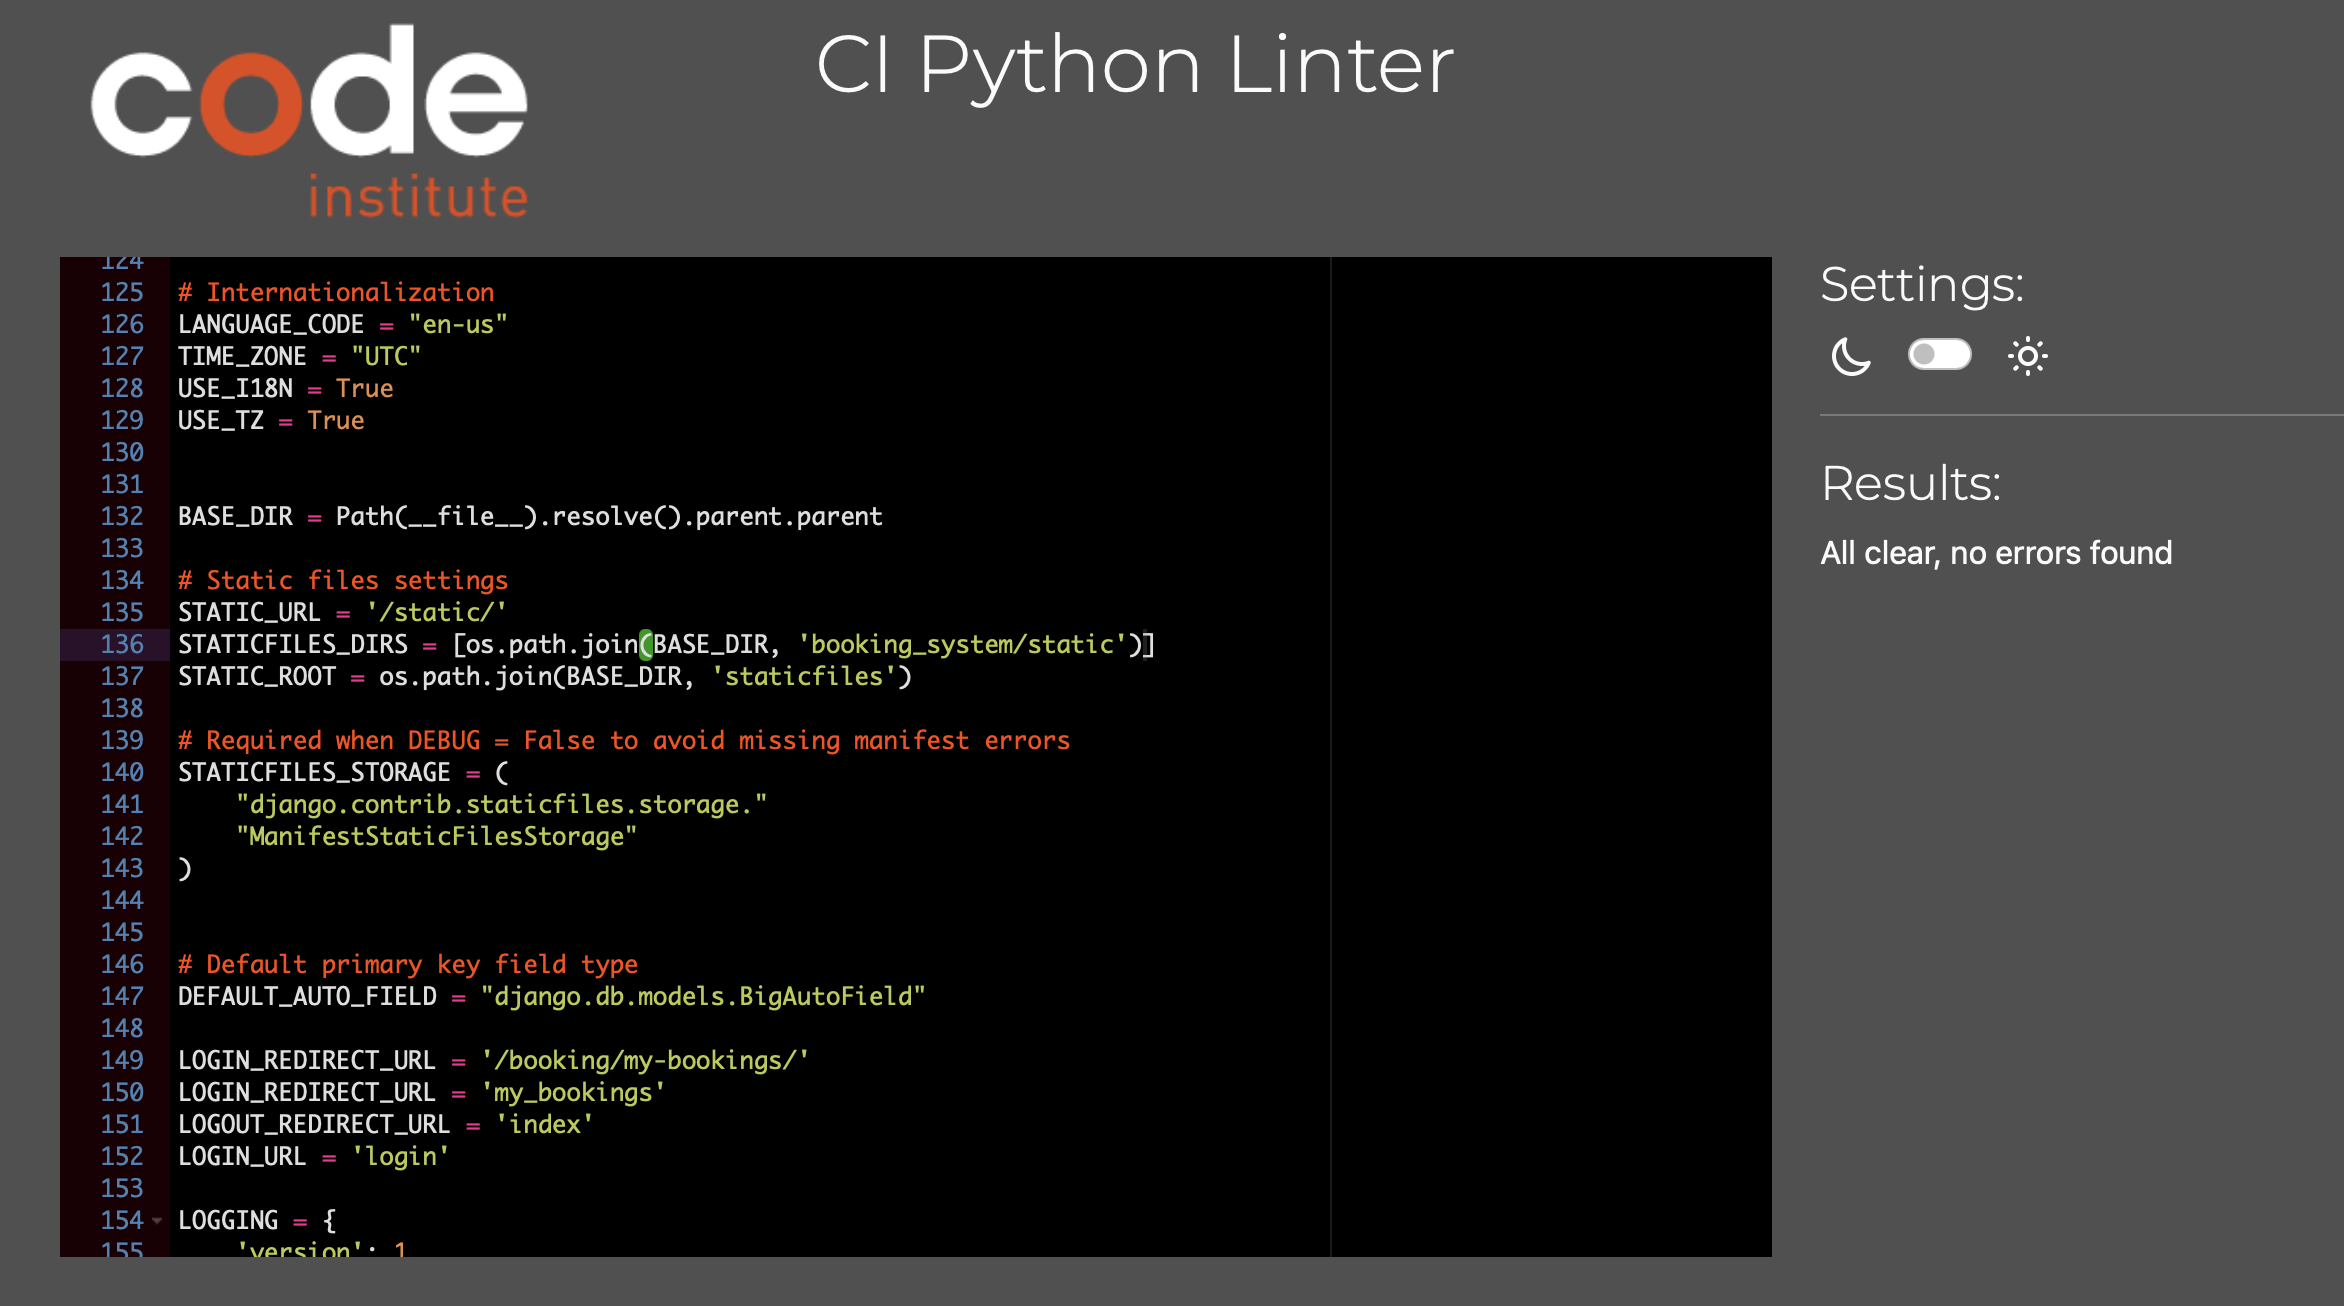 code
institute
CI Python Linter
124
125 # Internationalization
126 LANGUAGE_CODE = "en-us"
127 TIME_ZONE = "UTC"
128 USE_I18N = True
129 USE_TZ = True
130
131
132 BASE_DIR = Path(__file__).resolve().parent.parent
133
134 # Static files settings
135 STATIC_URL = '/static/'
136 STATICFILES_DIRS = [os.path.join(BASE_DIR, 'booking_system/static')]
137 STATIC_ROOT = os.path.join(BASE_DIR, 'staticfiles')
138
139 # Required when DEBUG = False to avoid missing manifest errors
140 STATICFILES_STORAGE = (
141     "django.contrib.staticfiles.storage."
142     "ManifestStaticFilesStorage"
143 )
144
145
146 # Default primary key field type
147 DEFAULT_AUTO_FIELD = "django.db.models.BigAutoField"
148
149 LOGIN_REDIRECT_URL = '/booking/my-bookings/'
150 LOGIN_REDIRECT_URL = 'my_bookings'
151 LOGOUT_REDIRECT_URL = 'index'
152 LOGIN_URL = 'login'
153
154 LOGGING = {
155     'version': 1
Settings:
Results:
All clear, no errors found